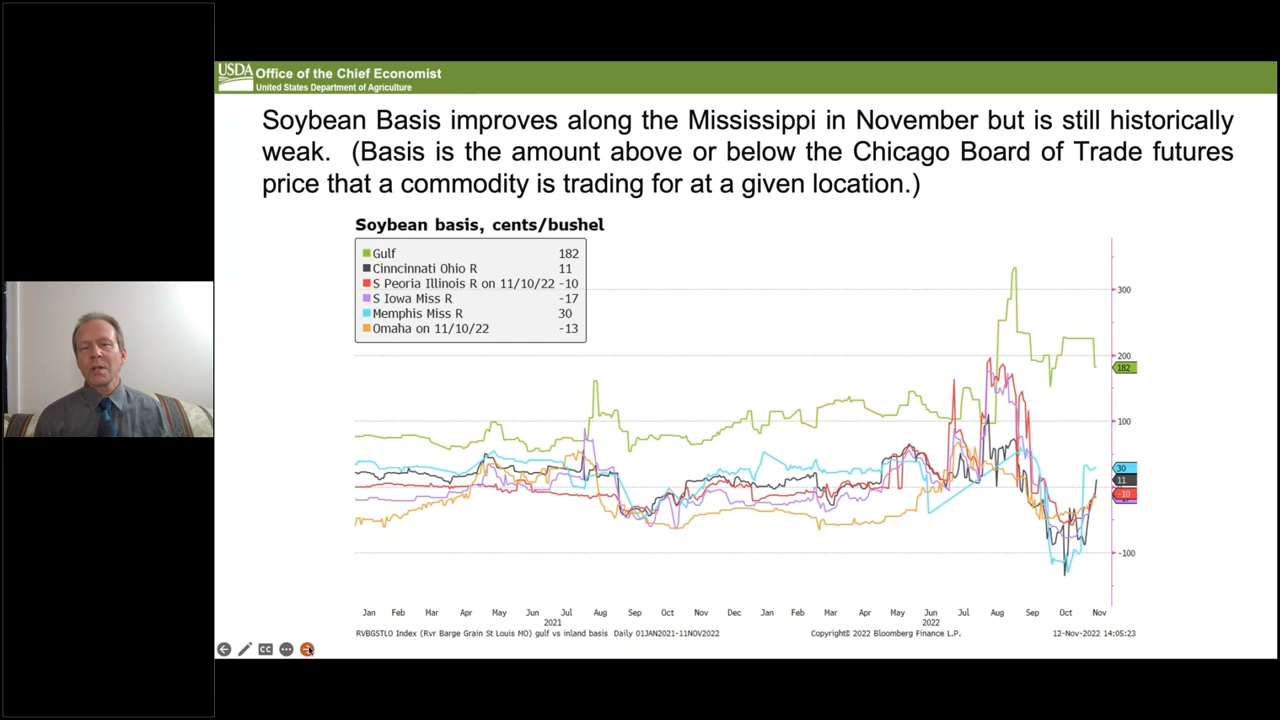 USDA Office of the Chief Economist
United States Department of Agriculture
Soybean Basis improves along the Mississippi in November but is still historically
weak. (Basis is the amount above or below the Chicago Board of Trade futures
price that a commodity is trading for at a given location.)
Soybean basis, cents/bushel
Gulf 182
Cinncinnati Ohio R 11
S Peoria Illinois R on 11/10/22 -10
S Iowa Miss R -17
Memphis Miss R 30
Omaha on 11/10/22 -13
300
200
182
100
30
11
-10
-100
Jan Feb Mar Apr May Jun Jul Aug Sep Oct Nov Dec Jan Feb Mar Apr May Jun Jul Aug Sep Oct Nov
2021 2022
RVBGSTLO Index (Rvr Barge Grain St Louis MO) gulf vs inland basis Daily 01JAN2021-11NOV2022 Copyright© 2022 Bloomberg Finance L.P. 12-Nov-2022 14:05:23
CC